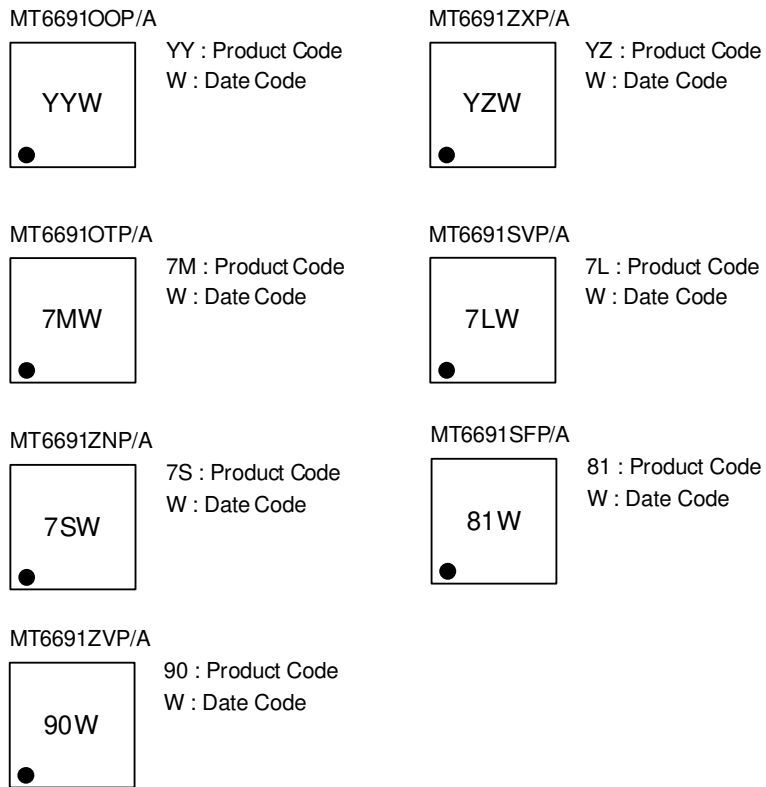 MT6691OOP/A
YYW
YY : Product Code
W : Date Code
MT6691ZXP/A
YZW
YZ : Product Code
W : Date Code
MT6691OTP/A
7MW
7M : Product Code
W : Date Code
MT6691SVP/A
7LW
7L : Product Code
W : Date Code
MT6691ZNP/A
7SW
7S : Product Code
W : Date Code
MT6691SFP/A
81W
81 : Product Code
W : Date Code
MT6691ZVP/A
90W
90 : Product Code
W : Date Code